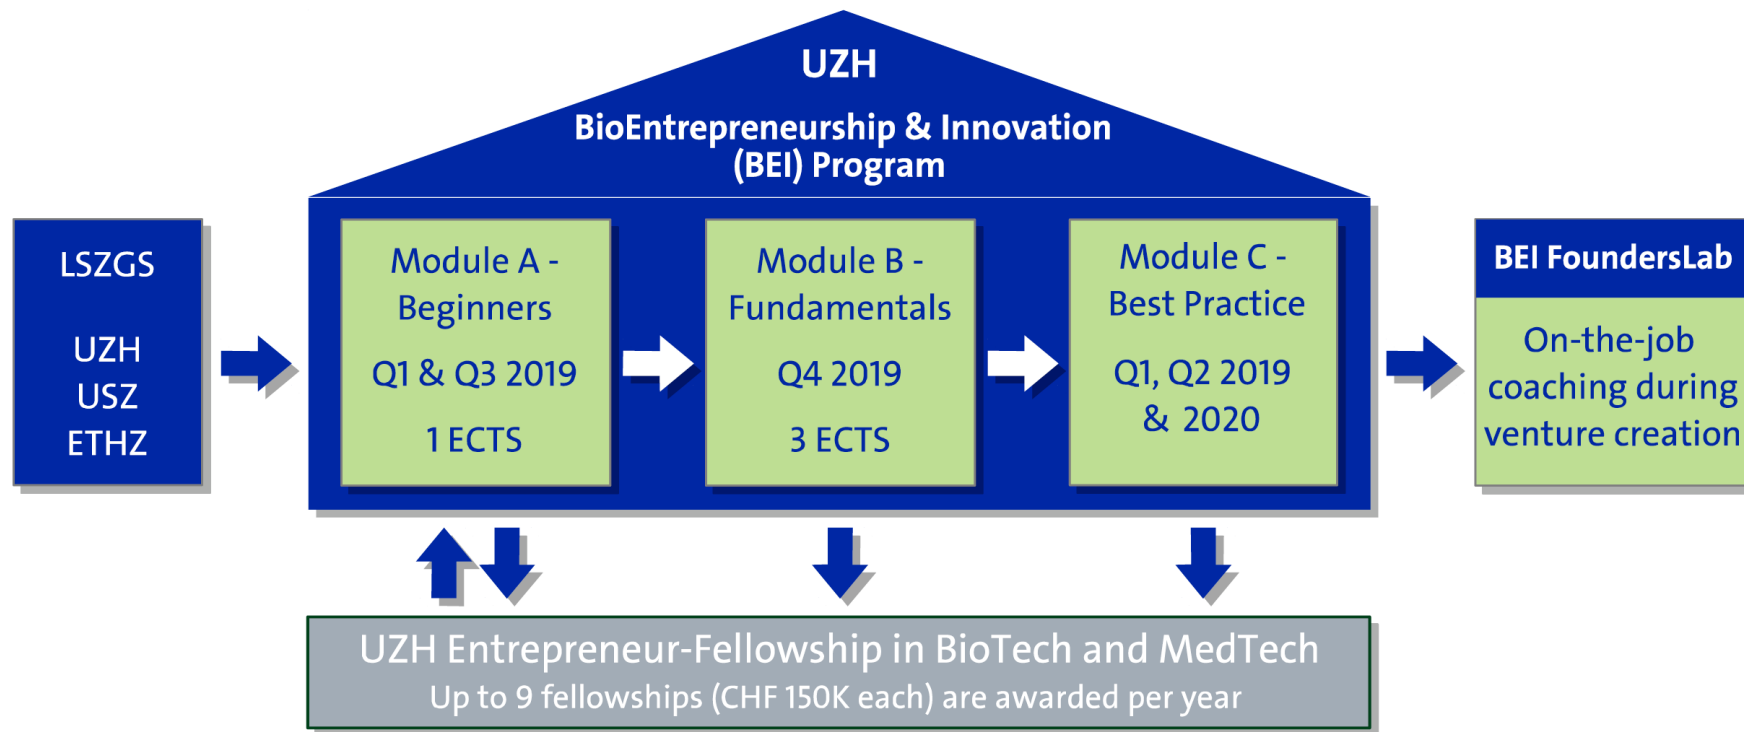 UZH
BioEntrepreneurship & Innovation
(BEI) Program
LSZGS
UZH
USZ
ETHZ
Module A -
Beginners
Q1 & Q3 2019
1 ECTS
Module B -
Fundamentals
Q4 2019
3 ECTS
Module C -
Best Practice
Q1, Q2 2019
& 2020
BEI FoundersLab
On-the-job
coaching during
venture creation
UZH Entrepreneur-Fellowship in BioTech and MedTech
Up to 9 fellowships (CHF 150K each) are awarded per year